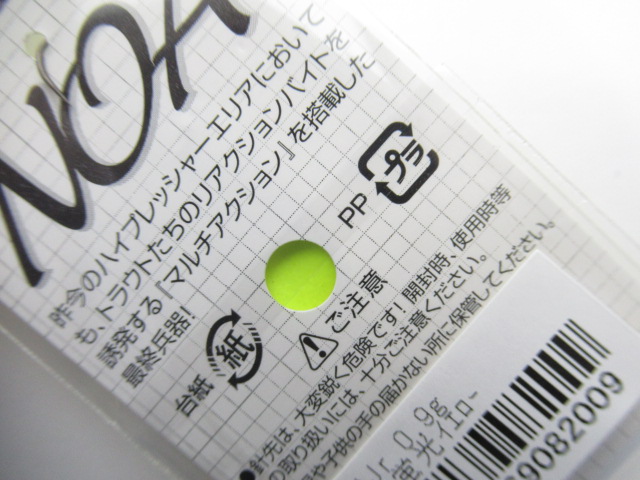 NOA
昨今のハイプレッシャーエリアにおいて
も、トラウトたちのリアクションバイトを
誘発する『マルチアクション』を搭載した
最終兵器!
プラ
PP
紙
台紙
ご注意
針先は、大変鋭く危険です!開封時、使用時等
の取り扱いには、十分ご注意ください。
や子供の手の届かない所に保管してください。
Jr. 0.9g
蛍光イエロー
9082009